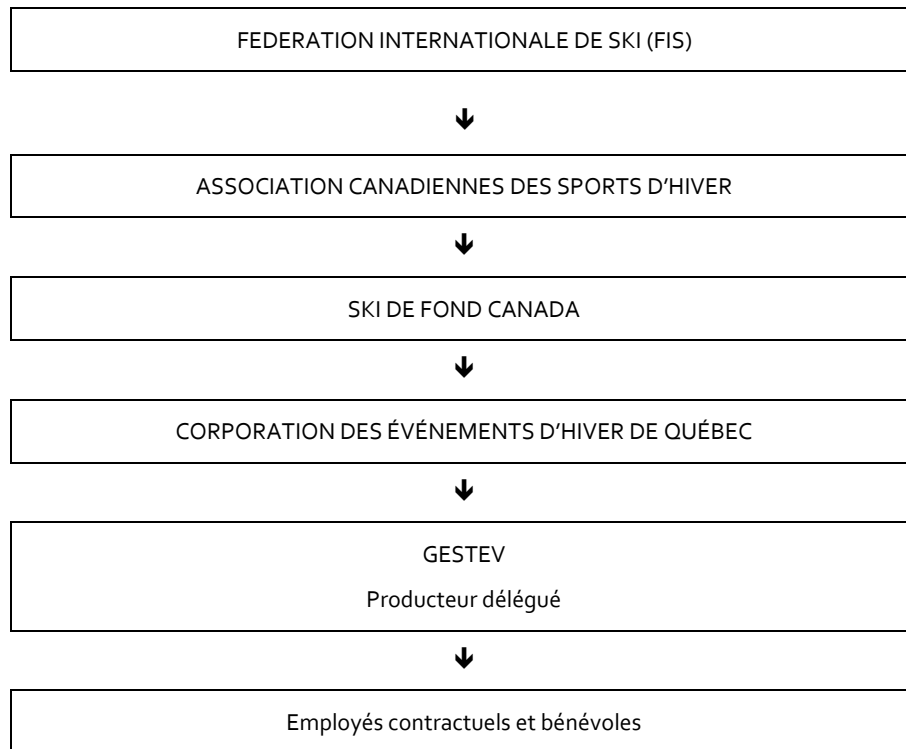 FEDERATION INTERNATIONALE DE SKI (FIS)
ASSOCIATION CANADIENNES DES SPORTS D'HIVER
SKI DE FOND CANADA
CORPORATION DES ÉVÉNEMENTS D'HIVER DE QUÉBEC
GESTEV
Producteur délégué
Employés contractuels et bénévoles